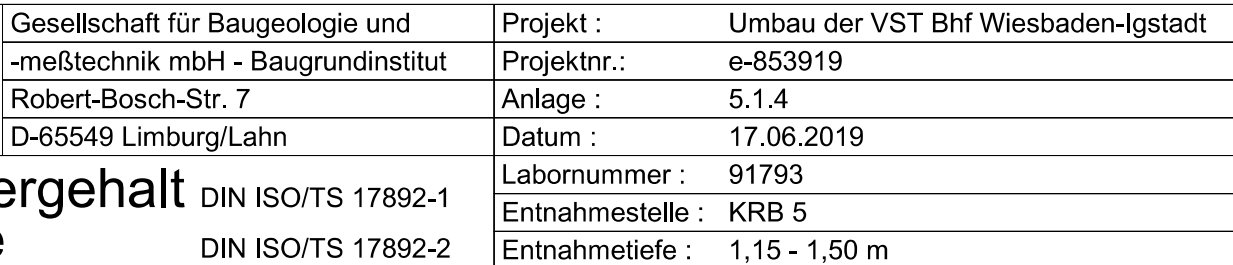 Gesellschaft für Baugeologie und
-meßtechnik mbH - Baugrundinstitut
Robert-Bosch-Str. 7
D-65549 Limburg/Lahn
DIN ISO/TS 17892-1
DIN ISO/TS 17892-2
Projekt : Umbau der VST Bhf Wiesbaden-Igstadt
Projektnr.: e-853919
Anlage : 5.1.4
Datum : 17.06.2019
Labornummer : 91793
Entnahmestelle : KRB 5
Entnahmetiefe : 1,15 - 1,50 m